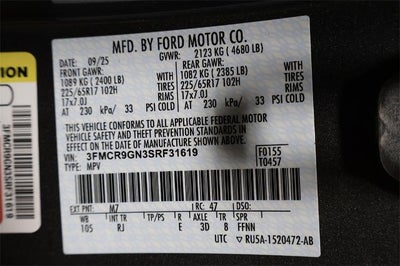 MFD. BY FORD MOTOR CO.
DATE: 09/25 GVWR: 2123 KG ( 4680 LB)
FRONT GAWR: REAR GAWR:
1089 KG ( 2400 LB) 1082 KG ( 2385 LB)
225/65R17 102H 225/65R17 102H
17x7.0J RIMS 17x7.0J RIMS
AT 230 kPa/ 33 PSI COLD AT 230 kPa/ 33 PSI COLD
THIS VEHICLE CONFORMS TO ALL APPLICABLE FEDERAL MOTOR
VEHICLE SAFETY AND THEFT PREVENTION STANDARDS IN
EFFECT ON THE DATE OF MANUFACTURE SHOWN ABOVE.
VIN: 3FMCR9GN3SRF31619 F0155
TYPE: MPV T0457
EXT PNT: M7 RC: 47 DSO:
WB INT TR TP/PS R AXLE TR SPR
105 RJ E 3D 8 FFNN
UTC RU5A-1520472-AB
3FMCR9GN3SRF31619